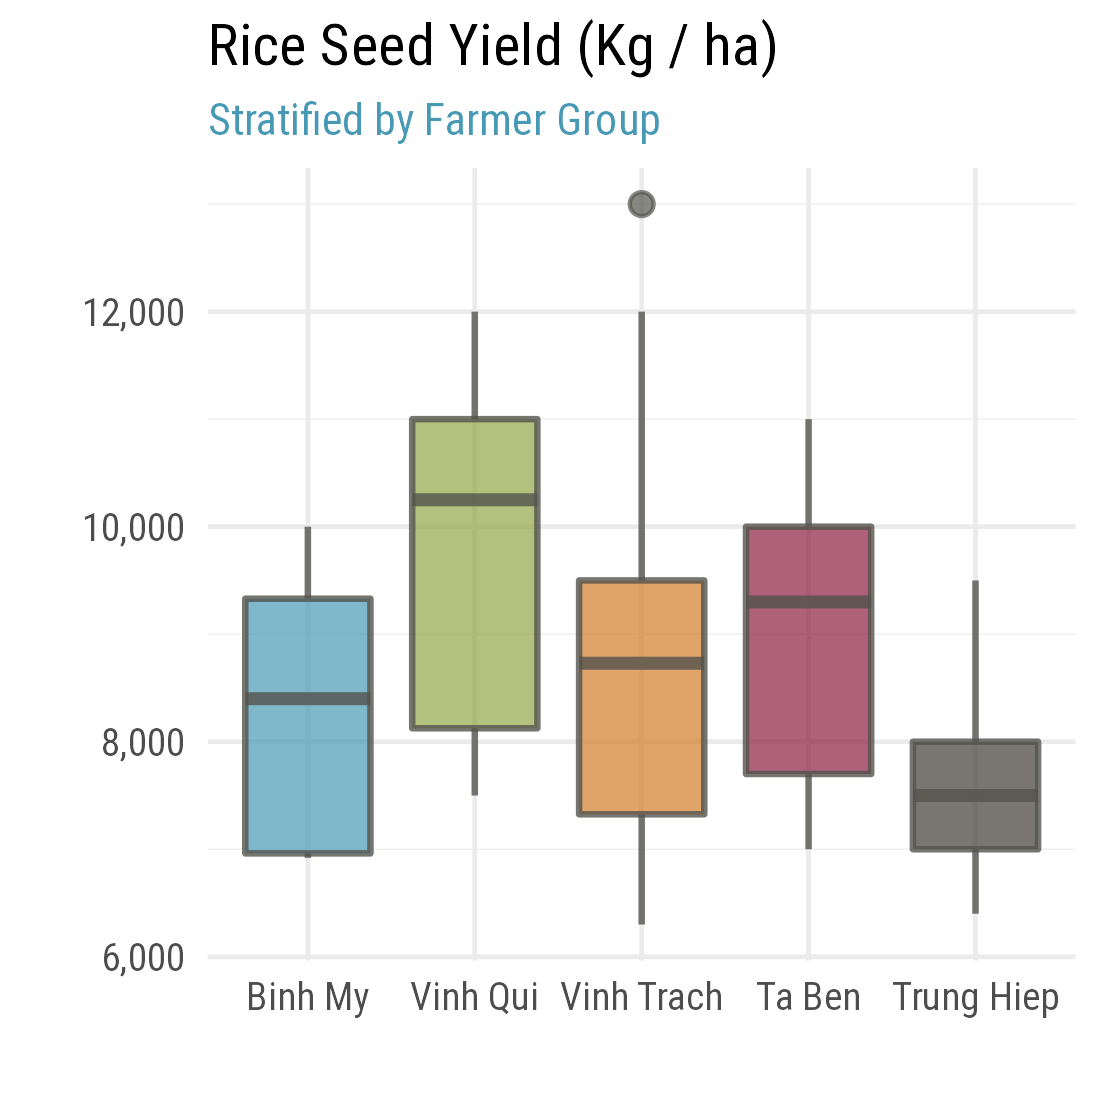 Rice Seed Yield (Kg / ha)
Stratified by Farmer Group
12,000
10,000
8,000
6,000
Binh My Vinh Qui Vinh Trach Ta Ben Trung Hiep